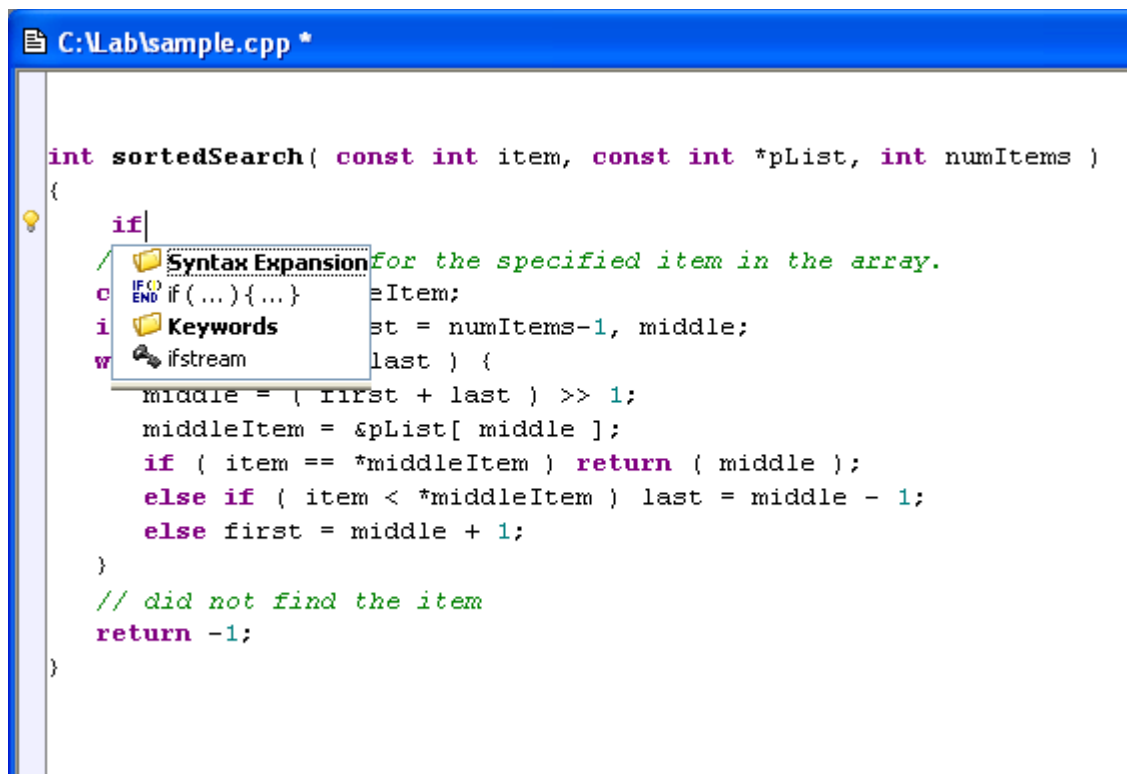 C:\Lab\sample.cpp *
int sortedSearch( const int item, const int *pList, int numItems )
{
if
/
Syntax Expansion
for the specified item in the array.
c
IF() END if ( ... ) { ... }
eItem;
i
Keywords
st = numItems-1, middle;
w
ifstream
last ) {
middle = ( first + last ) >> 1;
middleItem = &pList[ middle ];
if ( item == *middleItem ) return ( middle );
else if ( item < *middleItem ) last = middle - 1;
else first = middle + 1;
}
// did not find the item
return -1;
}